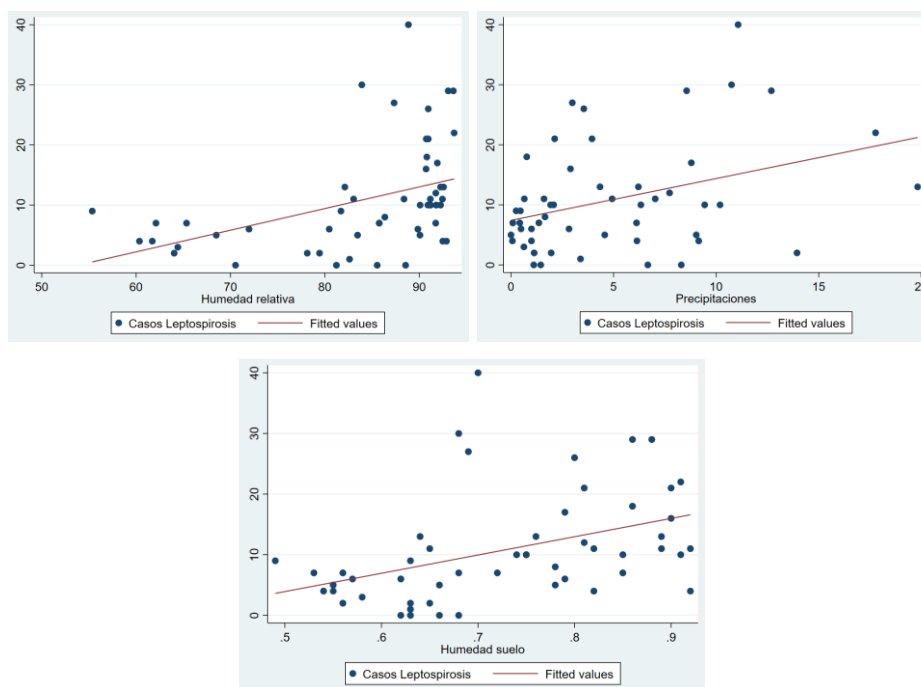 40
30
20
10
0
50 60 70 80 90
Humedad relativa
Casos Leptospirosis Fitted values
40
30
20
10
0
0 5 10 15 20
Precipitaciones
Casos Leptospirosis Fitted values
40
30
20
10
0
.5 .6 .7 .8 .9
Humedad suelo
Casos Leptospirosis Fitted values